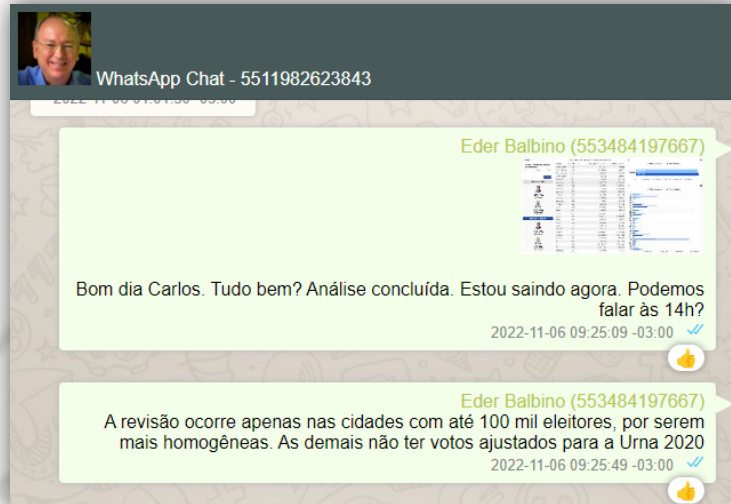 WhatsApp Chat - 5511982623843
Eder Balbino (553484197667)
Bom dia Carlos. Tudo bem? Análise concluída. Estou saindo agora. Podemos
falar às 14h?
2022-11-06 09:25:09 -03:00
Eder Balbino (553484197667)
A revisão ocorre apenas nas cidades com até 100 mil eleitores, por serem
mais homogêneas. As demais não ter votos ajustados para a Urna 2020
2022-11-06 09:25:49 -03:00